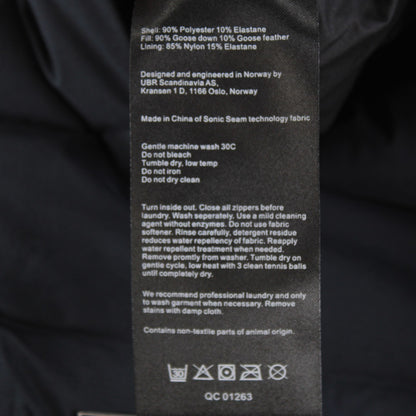 Shell: 90% Polyester 10% Elastane
Fill: 90% Goose down 10% Goose feather
Lining: 85% Nylon 15% Elastane
Designed and engineered in Norway by
UBR Scandinavia AS,
Kransen 1 D, 1166 Oslo, Norway
Made in China of Sonic Seam technology fabric
Gentle machine wash 30C
Do not bleach
Tumble dry, low temp
Do not iron
Do not dry clean
Turn inside out. Close all zippers before
laundry. Wash seperately. Use a mild cleaning
agent without enzymes. Do not use fabric
softener. Rinse carefully, detergent residue
reduces water repellency of fabric. Reapply
water repellent treatment when needed.
Remove promtly from washer. Tumble dry on
gentle cycle, low heat with 3 clean tennis balls
until completely dry.
We recommend professional laundry and only
to wash garment when necessary. Remove
stains with damp cloth.
Contains non-textile parts of animal origin.
30
QC 01263